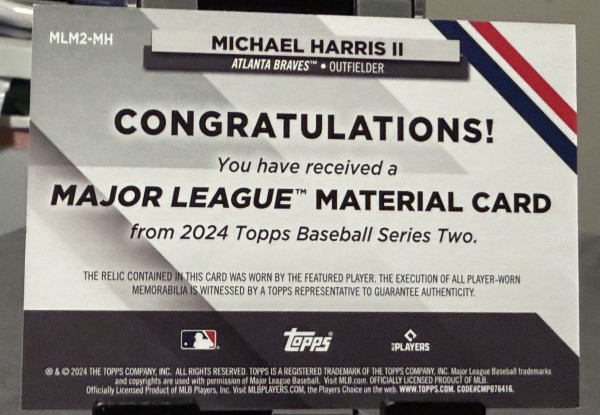 MLM2-MH
MICHAEL HARRIS II
ATLANTA BRAVES™ • OUTFIELDER
CONGRATULATIONS!
You have received a
MAJOR LEAGUE™ MATERIAL CARD
from 2024 Topps Baseball Series Two.
THE RELIC CONTAINED IN THIS CARD WAS WORN BY THE FEATURED PLAYER. THE EXECUTION OF ALL PLAYER-WORN
MEMORABILIA IS WITNESSED BY A TOPPS REPRESENTATIVE TO GUARANTEE AUTHENTICITY.
Topps
PLAYERS
® & © 2024 THE TOPPS COMPANY, INC. ALL RIGHTS RESERVED. TOPPS IS A REGISTERED TRADEMARK OF THE TOPPS COMPANY, INC. Major League Baseball trademarks
and copyrights are used with permission of Major League Baseball. Visit MLB.com. OFFICIALLY LICENSED PRODUCT OF MLB.
Officially Licensed Product of MLB Players, Inc. Visit MLBPLAYERS.COM, the Players Choice on the web. WWW.TOPPS.COM. CODE#CMP076416.